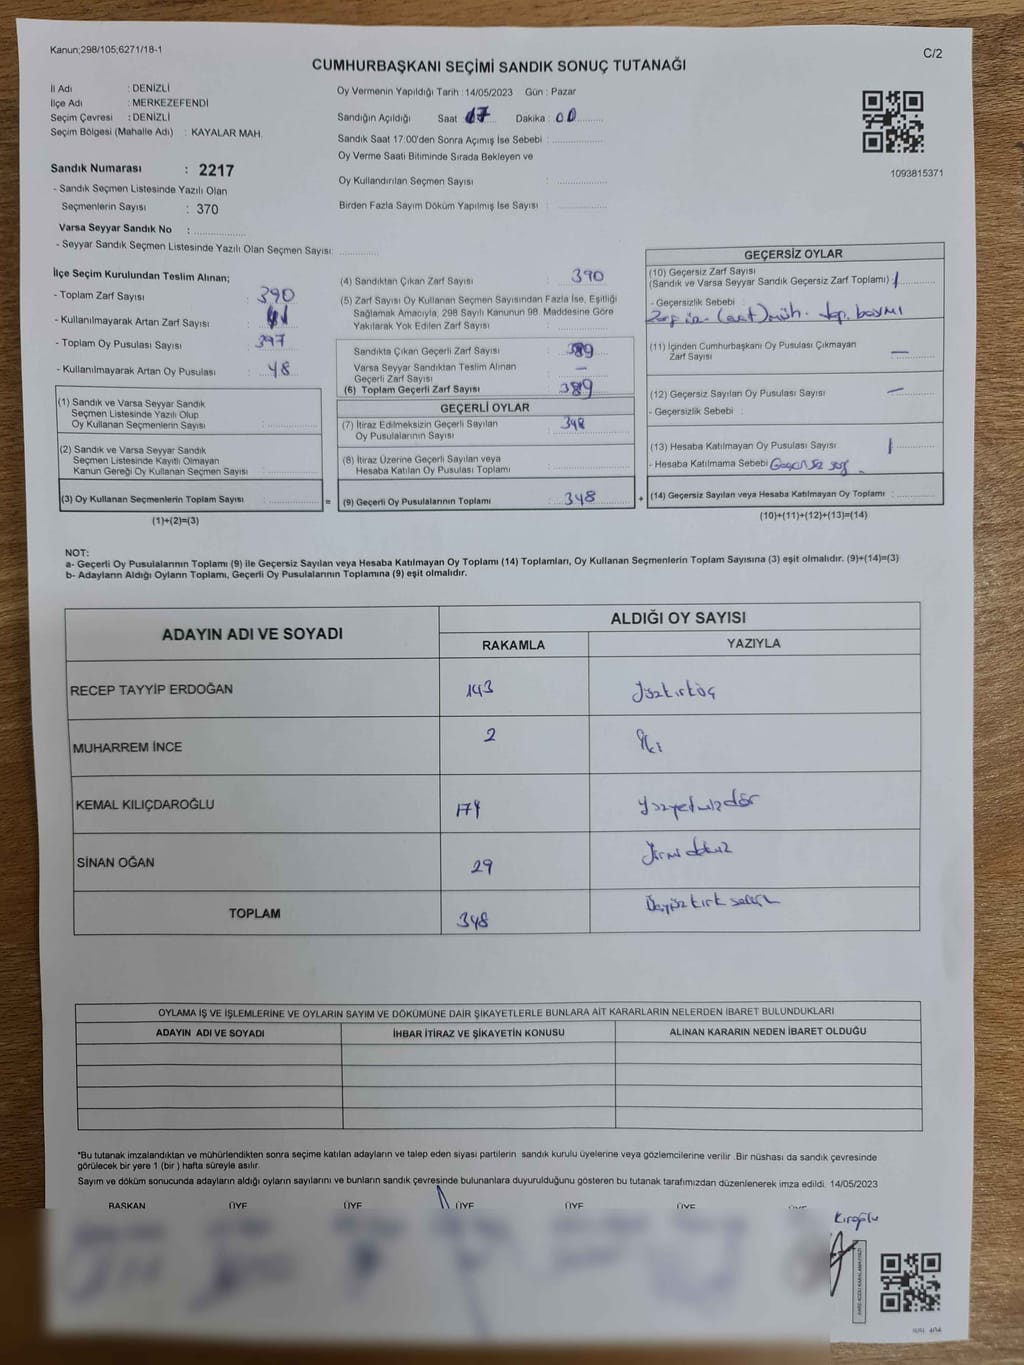 Kanun;298/105;6271/18-1
C/2
CUMHURBAŞKANI SEÇİMİ SANDIK SONUÇ TUTANAĞI
İl Adı : DENİZLİ
İlçe Adı : MERKEZEFENDİ
Seçim Çevresi : DENİZLİ
Seçim Bölgesi (Mahalle Adı) : KAYALAR MAH.
Sandık Numarası : 2217
- Sandık Seçmen Listesinde Yazılı Olan
Seçmenlerin Sayısı : 370
Varsa Seyyar Sandık No :
- Seyyar Sandık Seçmen Listesinde Yazılı Olan Seçmen Sayısı:
Oy Vermenin Yapıldığı Tarih : 14/05/2023 Gün : Pazar
Sandığın Açıldığı Saat 17 Dakika : 00
Sandık Saat 17:00'den Sonra Açımış İse Sebebi :
Oy Verme Saati Bitiminde Sırada Bekleyen ve
Oy Kullandırılan Seçmen Sayısı :
Birden Fazla Sayım Döküm Yapılmış İse Sayısı :
1093815371
İlçe Seçim Kurulundan Teslim Alınan;
- Toplam Zarf Sayısı : 390
- Kullanılmayarak Artan Zarf Sayısı : 41
- Toplam Oy Pusulası Sayısı : 397
- Kullanılmayarak Artan Oy Pusulası : 48
(1) Sandık ve Varsa Seyyar Sandık
Seçmen Listesinde Yazılı Olup
Oy Kullanan Seçmenlerin Sayısı :
(2) Sandık ve Varsa Seyyar Sandık
Seçmen Listesinde Kayıtlı Olmayan
Kanun Gereği Oy Kullanan Seçmen Sayısı :
(3) Oy Kullanan Seçmenlerin Toplam Sayısı :
(1)+(2)=(3)
(4) Sandıktan Çıkan Zarf Sayısı : 390
(5) Zarf Sayısı Oy Kullanan Seçmen Sayısından Fazla İse, Eşitliği
Sağlamak Amacıyla, 298 Sayılı Kanunun 98. Maddesine Göre
Yakılarak Yok Edilen Zarf Sayısı :
Sandıkta Çıkan Geçerli Zarf Sayısı : 389
Varsa Seyyar Sandıktan Teslim Alınan
Geçerli Zarf Sayısı : —
(6) Toplam Geçerli Zarf Sayısı : 389
GEÇERLİ OYLAR
(7) İtiraz Edilmeksizin Geçerli Sayılan : 348
Oy Pusulalarının Sayısı
(8) İtiraz Üzerine Geçerli Sayılan veya
Hesaba Katılan Oy Pusulası Toplamı :
= (9) Geçerli Oy Pusulalarının Toplamı : 348 +
GEÇERSİZ OYLAR
(10) Geçersiz Zarf Sayısı
(Sandık ve Varsa Seyyar Sandık Geçersiz Zarf Toplamı) : 1
- Geçersizlik Sebebi :
(11) İçinden Cumhurbaşkanı Oy Pusulası Çıkmayan
Zarf Sayısı : —
(12) Geçersiz Sayılan Oy Pusulası Sayısı : —
- Geçersizlik Sebebi :
(13) Hesaba Katılmayan Oy Pusulası Sayısı : 1
- Hesaba Katılmama Sebebi
(14) Geçersiz Sayılan veya Hesaba Katılmayan Oy Toplamı :
(10)+(11)+(12)+(13)=(14)
NOT:
a- Geçerli Oy Pusulalarının Toplamı (9) ile Geçersiz Sayılan veya Hesaba Katılmayan Oy Toplamı (14) Toplamları, Oy Kullanan Seçmenlerin Toplam Sayısına (3) eşit olmalıdır. (9)+(14)=(3)
b- Adayların Aldığı Oyların Toplamı, Geçerli Oy Pusulalarının Toplamına (9) eşit olmalıdır.
ADAYIN ADI VE SOYADI
ALDIĞI OY SAYISI
RAKAMLA YAZIYLA
RECEP TAYYİP ERDOĞAN 143 Yüzkırküç
MUHARREM İNCE 2 İki
KEMAL KILIÇDAROĞLU 174
SİNAN OĞAN 29 Yirmi dokuz
TOPLAM 348 Üçyüz kırk sekiz
OYLAMA İŞ VE İŞLEMLERİNE VE OYLARIN SAYIM VE DÖKÜMÜNE DAİR ŞİKAYETLERLE BUNLARA AİT KARARLARIN NELERDEN İBARET BULUNDUKLARI
ADAYIN ADI VE SOYADI İHBAR İTİRAZ VE ŞİKAYETİN KONUSU ALINAN KARARIN NEDEN İBARET OLDUĞU
*Bu tutanak imzalandıktan ve mühürlendikten sonra seçime katılan adayların ve talep eden siyasi partilerin sandık kurulu üyelerine veya gözlemcilerine verilir .Bir nüshası da sandık çevresinde
görülecek bir yere 1 (bir ) hafta süreyle asılır.
Sayım ve döküm sonucunda adayların aldığı oyların sayılarını ve bunların sandık çevresinde bulunanlara duyurulduğunu gösteren bu tutanak tarafımızdan düzenlenerek imza edildi. 14/05/2023
BAŞKAN ÜYE ÜYE ÜYE ÜYE ÜYE